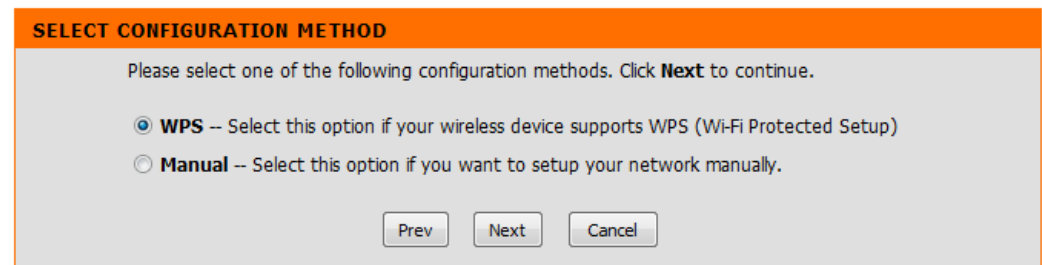 SELECT CONFIGURATION METHOD
Please select one of the following configuration methods. Click Next to continue.
WPS -- Select this option if your wireless device supports WPS (Wi-Fi Protected Setup)
Manual -- Select this option if you want to setup your network manually.
Prev Next Cancel